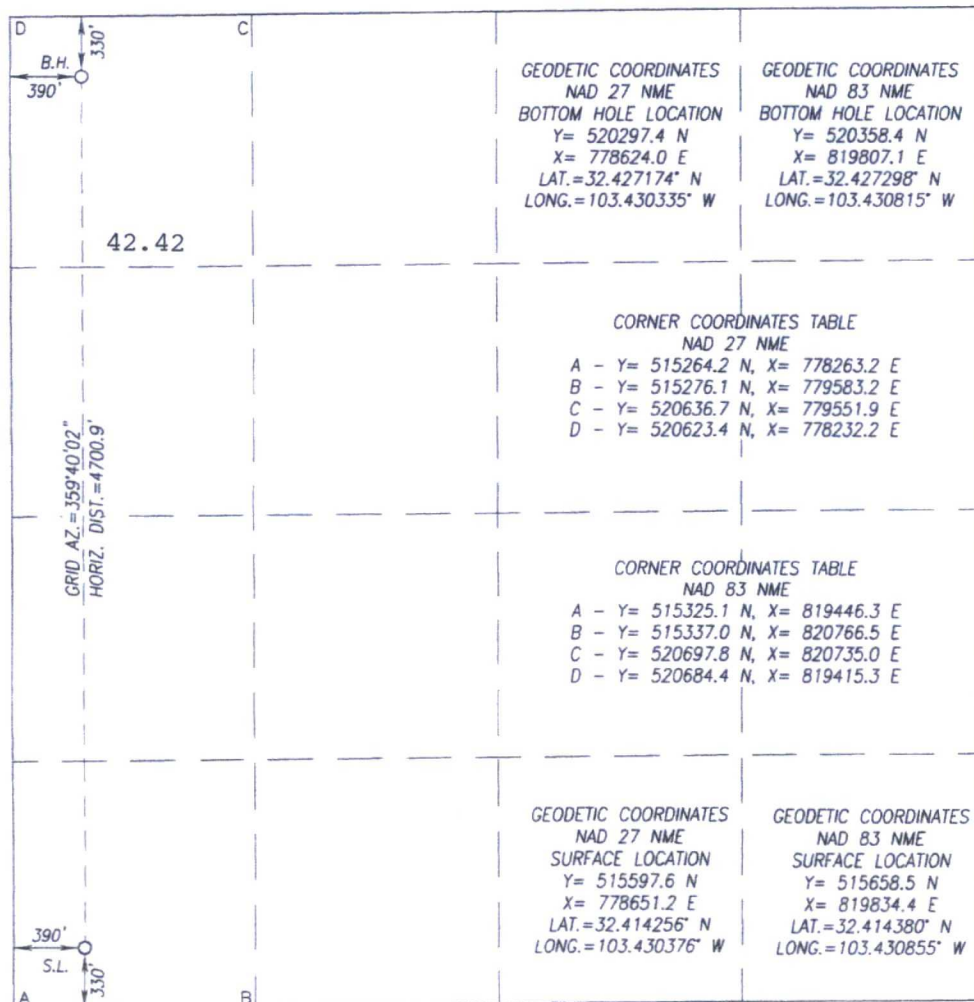 D
C
330'
B.H.
390'
GEODETIC COORDINATES
NAD 27 NME
BOTTOM HOLE LOCATION
Y= 520297.4 N
X= 778624.0 E
LAT.=32.427174° N
LONG.=103.430335° W
GEODETIC COORDINATES
NAD 83 NME
BOTTOM HOLE LOCATION
Y= 520358.4 N
X= 819807.1 E
LAT.=32.427298° N
LONG.=103.430815° W
42.42
CORNER COORDINATES TABLE
NAD 27 NME
A - Y= 515264.2 N, X= 778263.2 E
B - Y= 515276.1 N, X= 779583.2 E
C - Y= 520636.7 N, X= 779551.9 E
D - Y= 520623.4 N, X= 778232.2 E
GRID AZ.=359°40'02"
HORIZ. DIST.=4700.9'
CORNER COORDINATES TABLE
NAD 83 NME
A - Y= 515325.1 N, X= 819446.3 E
B - Y= 515337.0 N, X= 820766.5 E
C - Y= 520697.8 N, X= 820735.0 E
D - Y= 520684.4 N, X= 819415.3 E
GEODETIC COORDINATES
NAD 27 NME
SURFACE LOCATION
Y= 515597.6 N
X= 778651.2 E
LAT.=32.414256° N
LONG.=103.430376° W
GEODETIC COORDINATES
NAD 83 NME
SURFACE LOCATION
Y= 515658.5 N
X= 819834.4 E
LAT.=32.414380° N
LONG.=103.430855° W
390'
S.L.
330'
A
B